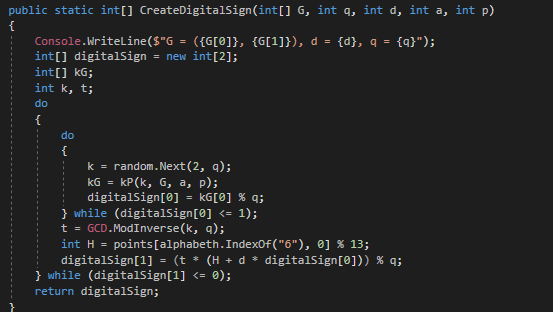 public static int[] CreateDigitalSign(int[] G, int q, int d, int a, int p)
{
Console.WriteLine($"G = ({G[0]}, {G[1]}), d = {d}, q = {q}");
int[] digitalSign = new int[2];
int[] kG;
int k, t;
do
{
do
{
k = random.Next(2, q);
kG = kP(k, G, a, p);
digitalSign[0] = kG[0] % q;
} while (digitalSign[0] <= 1);
t = GCD.ModInverse(k, q);
int H = points[alphabeth.IndexOf("6"), 0] % 13;
digitalSign[1] = (t * (H + d * digitalSign[0])) % q;
} while (digitalSign[1] <= 0);
return digitalSign;
}